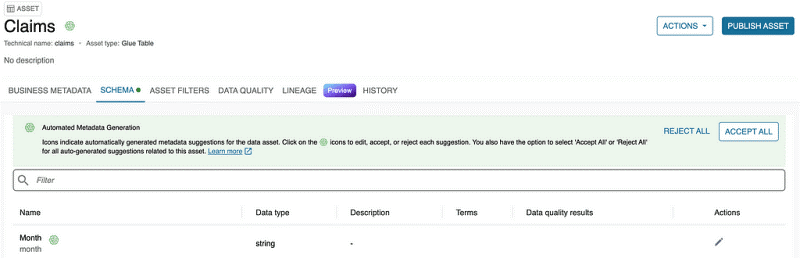 ASSET
Claims
ACTIONS
PUBLISH ASSET
Technical name: claims • Asset type: Glue Table
No description
BUSINESS METADATA SCHEMA ASSET FILTERS DATA QUALITY LINEAGE Preview HISTORY
Automated Metadata Generation
REJECT ALL
ACCEPT ALL
Icons indicate automatically generated metadata suggestions for the data asset. Click on the icons to edit, accept, or reject each suggestion. You also have the option to select 'Accept All' or 'Reject All'
for all auto-generated suggestions related to this asset. Learn more
Filter
Name Data type Description Terms Data quality results Actions
Month
string -
month